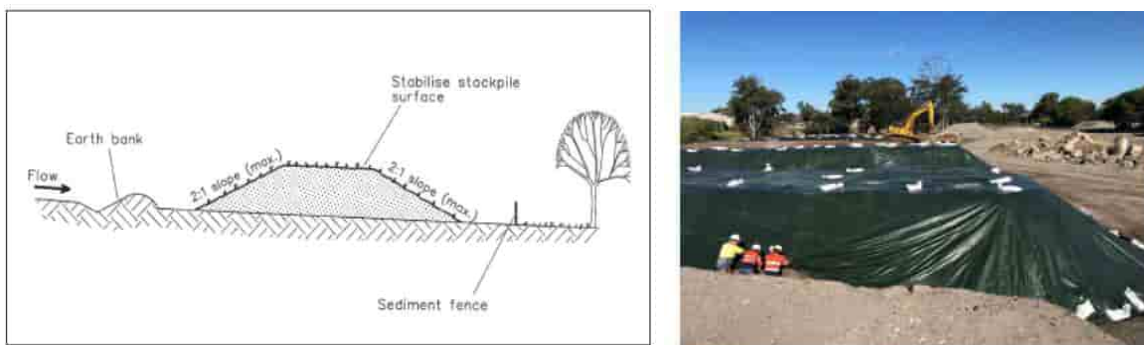 Stabilise stockpile
surface
Earth bank
Flow
2:1 slope (max.)
2:1 slope (max.)
Sediment fence